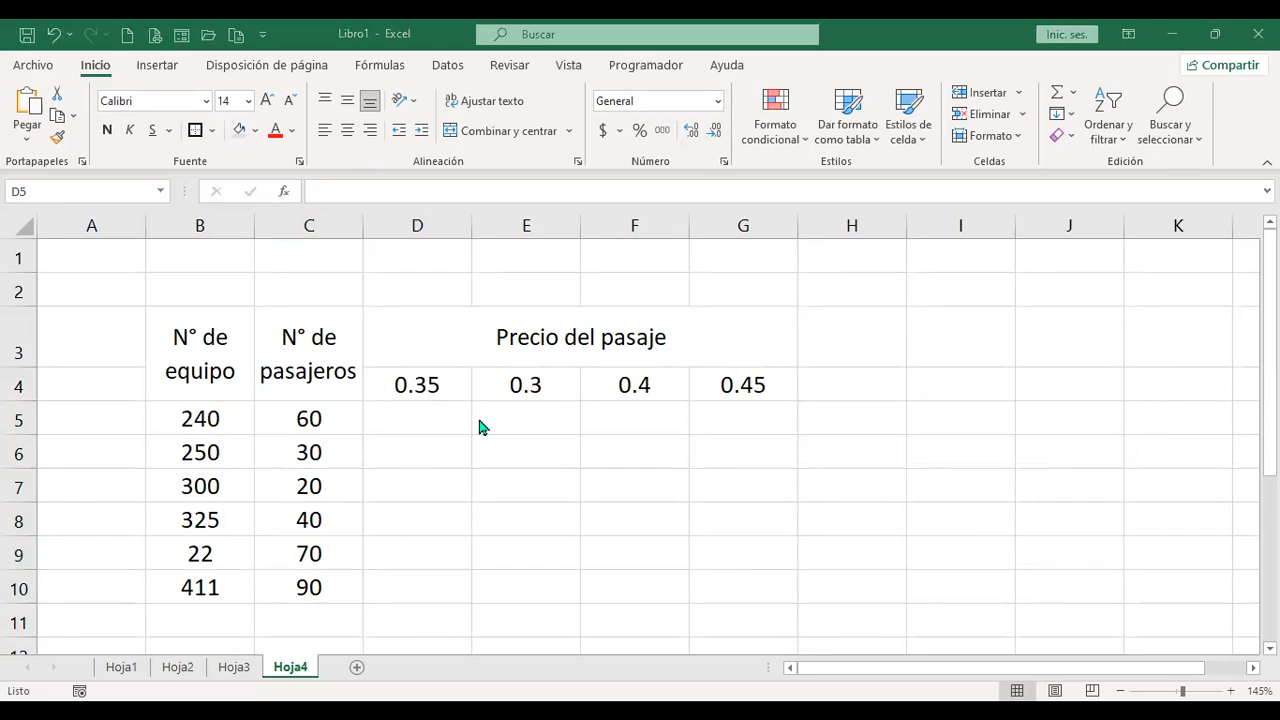 Libro1 - Excel
Buscar
Inic. ses.
Archivo Inicio Insertar Disposición de página Fórmulas Datos Revisar Vista Programador Ayuda
Compartir
Pegar
Calibri 14
N K S
Ajustar texto
Combinar y centrar
General
$ % 000
Formato condicional
Dar formato como tabla
Estilos de celda
Insertar
Eliminar
Formato
Ordenar y filtrar
Buscar y seleccionar
Portapapeles Fuente Alineación Número Estilos Celdas Edición
D5 fx
A B C D E F G H I J K
1
2
3 N° de equipo N° de pasajeros Precio del pasaje
4 0.35 0.3 0.4 0.45
5 240 60
6 250 30
7 300 20
8 325 40
9 22 70
10 411 90
11
Hoja1 Hoja2 Hoja3 Hoja4
Listo 145%